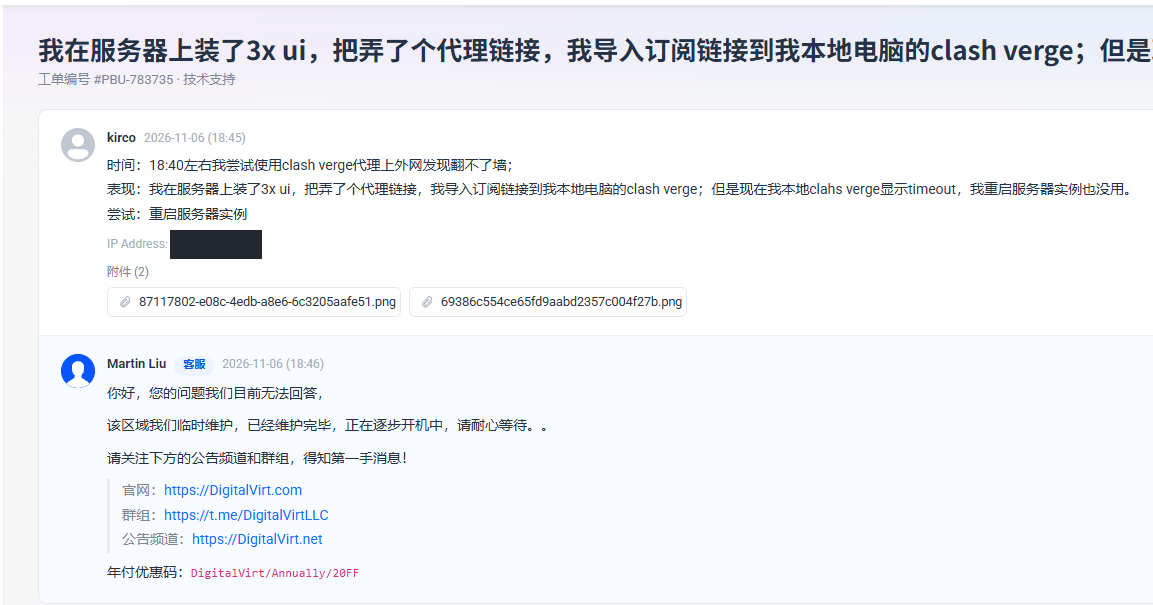 我在服务器上装了3x ui，把弄了个代理链接，我导入订阅链接到我本地电脑的clash verge；但是
工单编号 #PBU-783735 · 技术支持
kirco 2026-11-06 (18:45)
时间：18:40左右我尝试使用clash verge代理上外网发现翻不了墙；
表现：我在服务器上装了3x ui，把弄了个代理链接，我导入订阅链接到我本地电脑的clash verge；但是现在我本地clahs verge显示timeout，我重启服务器实例也没用。
尝试：重启服务器实例
IP Address:
附件 (2)
87117802-e08c-4edb-a8e6-6c3205aafe51.png 69386c554ce65fd9aabd2357c004f27b.png
Martin Liu 客服 2026-11-06 (18:46)
你好，您的问题我们目前无法回答，
该区域我们临时维护，已经维护完毕，正在逐步开机中，请耐心等待。。
请关注下方的公告频道和群组，得知第一手消息！
官网：https://DigitalVirt.com
群组：https://t.me/DigitalVirtLLC
公告频道：https://DigitalVirt.net
年付优惠码：DigitalVirt/Annually/20FF